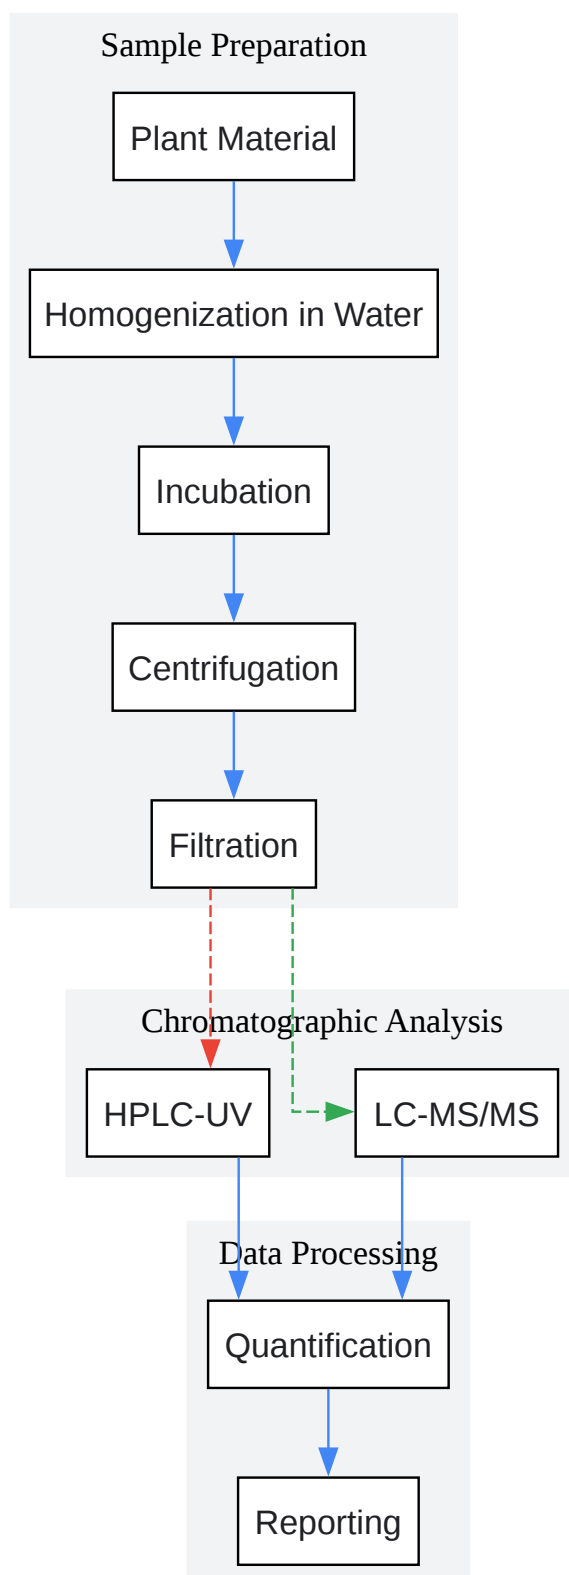 Sample Preparation
Plant Material
Homogenization in Water
Incubation
Centrifugation
Filtration
Chromatographic Analysis
HPLC-UV
LC-MS/MS
Data Processing
Quantification
Reporting